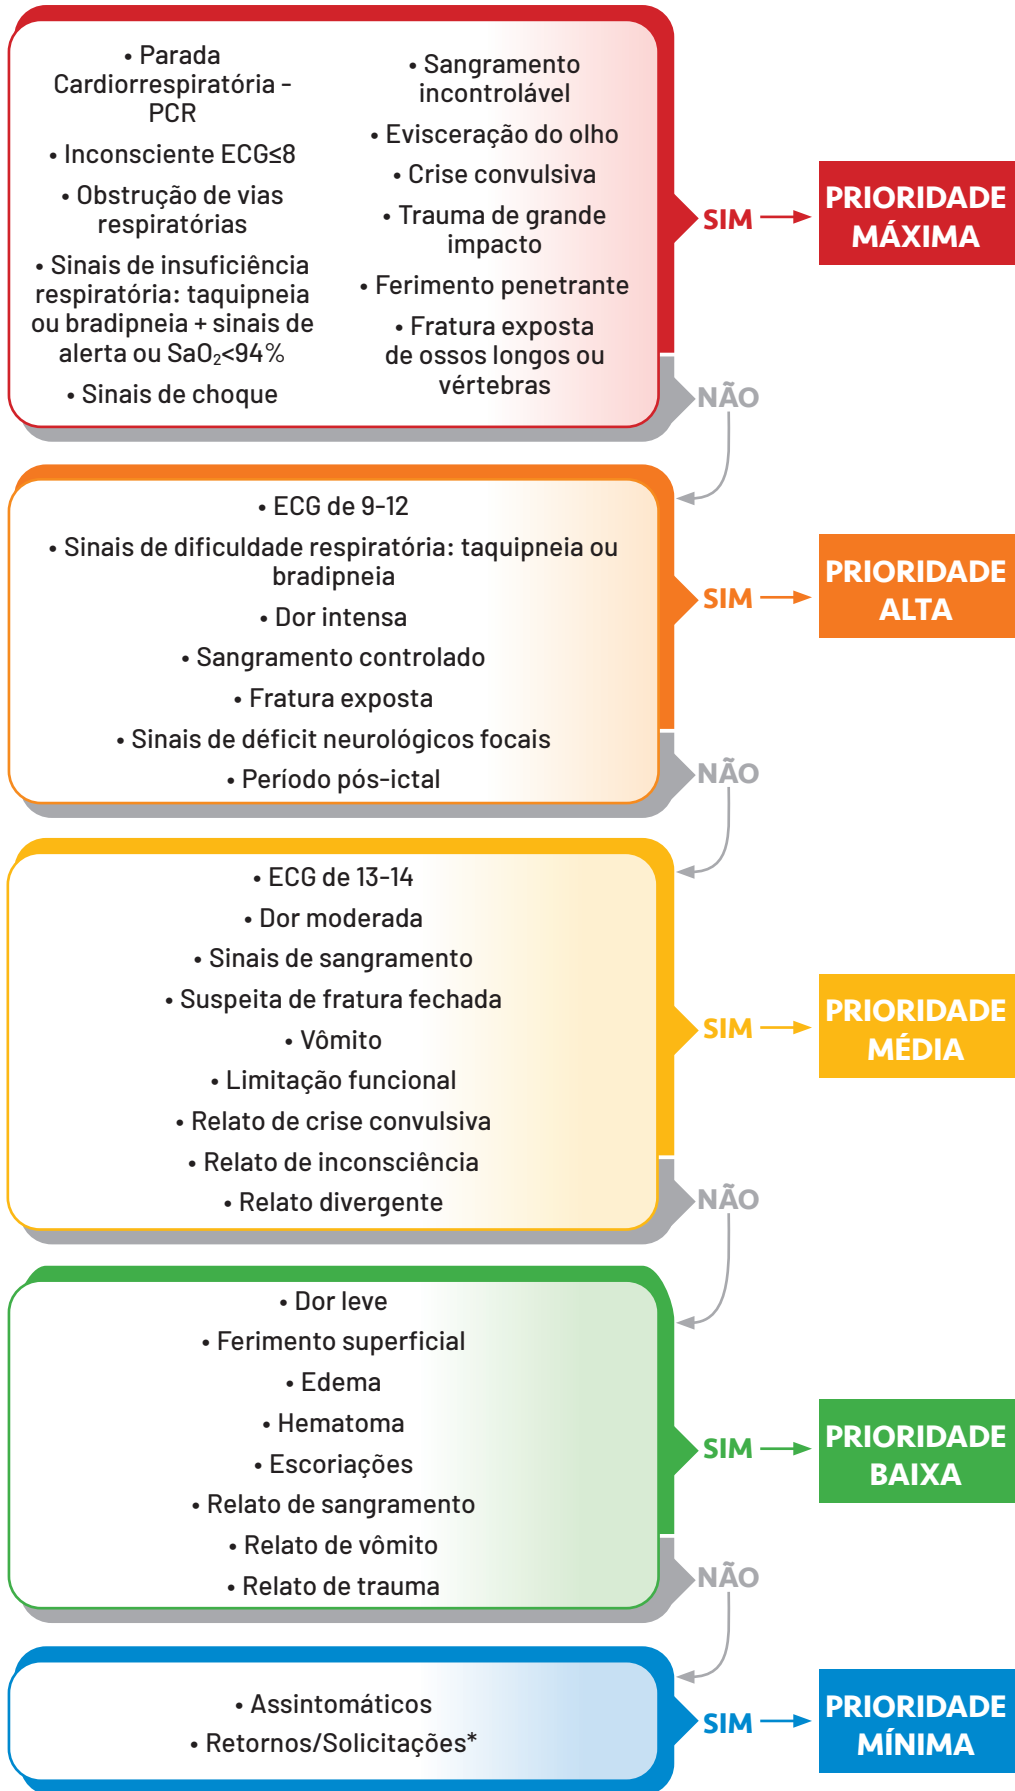 • Parada
Cardiorrespiratória -
PCR
• Inconsciente ECG≤8
• Obstrução de vias
respiratórias
• Sinais de insuficiência
respiratória: taquipneia
ou bradipneia + sinais de
alerta ou SaO₂<94%
• Sinais de choque
• Sangramento
incontrolável
• Evisceração do olho
• Crise convulsiva
• Trauma de grande
impacto
• Ferimento penetrante
• Fratura exposta
de ossos longos ou
vértebras
SIM
PRIORIDADE
MÁXIMA
NÃO
• ECG de 9-12
• Sinais de dificuldade respiratória: taquipneia ou
bradipneia
• Dor intensa
• Sangramento controlado
• Fratura exposta
• Sinais de déficit neurológicos focais
• Período pós-ictal
SIM
PRIORIDADE
ALTA
NÃO
• ECG de 13-14
• Dor moderada
• Sinais de sangramento
• Suspeita de fratura fechada
• Vômito
• Limitação funcional
• Relato de crise convulsiva
• Relato de inconsciência
• Relato divergente
SIM
PRIORIDADE
MÉDIA
NÃO
• Dor leve
• Ferimento superficial
• Edema
• Hematoma
• Escoriações
• Relato de sangramento
• Relato de vômito
• Relato de trauma
SIM
PRIORIDADE
BAIXA
NÃO
• Assintomáticos
• Retornos/Solicitações*
SIM
PRIORIDADE
MÍNIMA